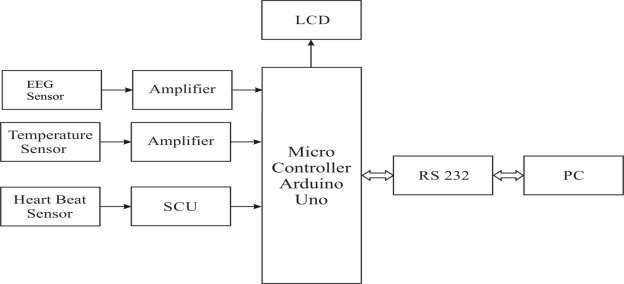 LCD
EEG
Sensor
Amplifier
Temperature
Sensor
Amplifier
Heart Beat
Sensor
SCU
Micro
Controller
Arduino
Uno
RS 232
PC